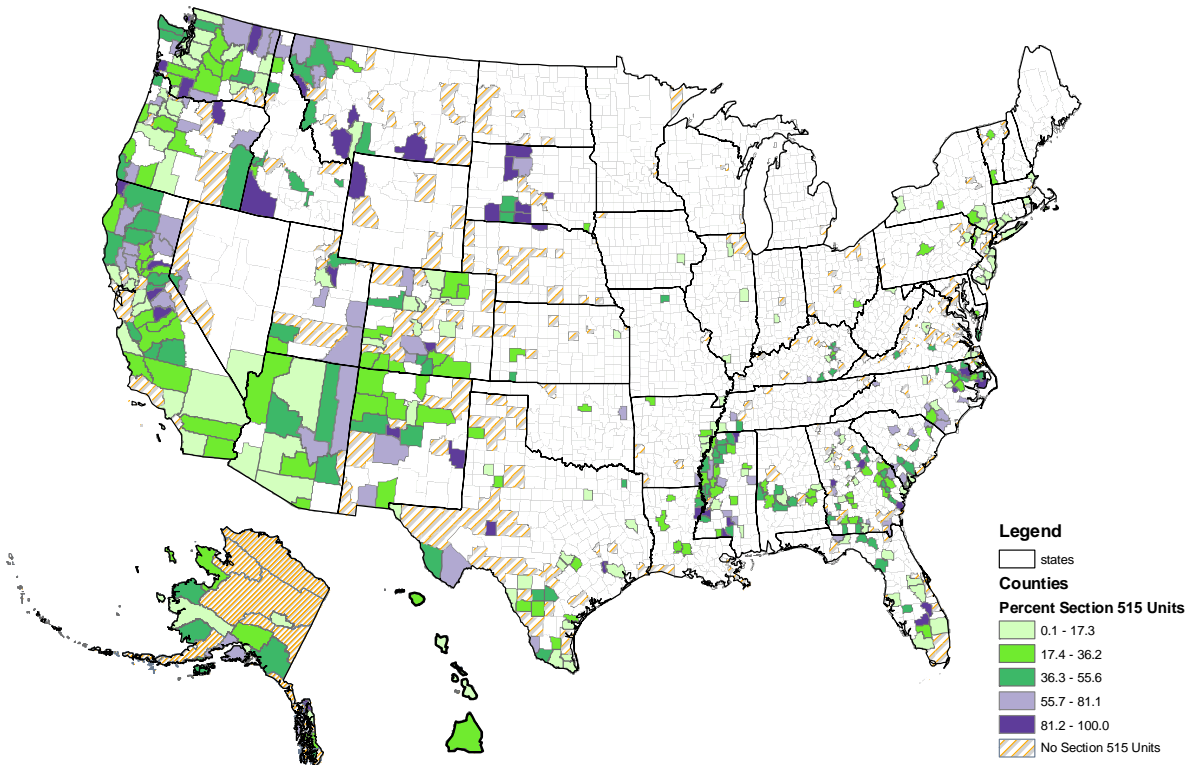 Legend
states
Counties
Percent Section 515 Units
0.1 - 17.3
17.4 - 36.2
36.3 - 55.6
55.7 - 81.1
81.2 - 100.0
No Section 515 Units